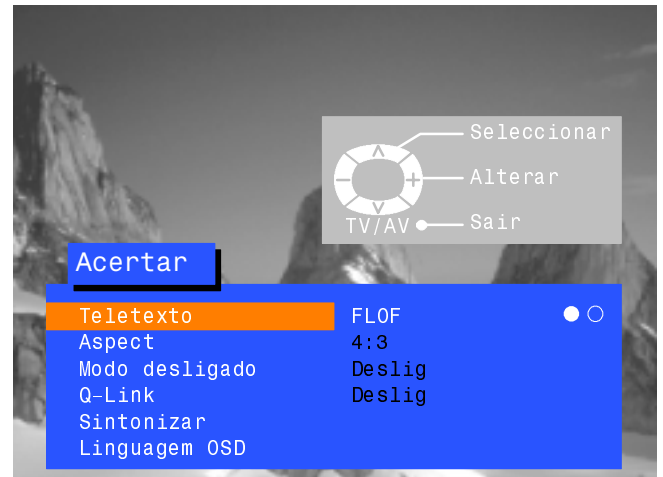 Seleccionar
Alterar
TV/AV Sair
Acertar
Teletexto FLOF
Aspect 4:3
Modo desligado Deslig
Q-Link Deslig
Sintonizar
Linguagem OSD